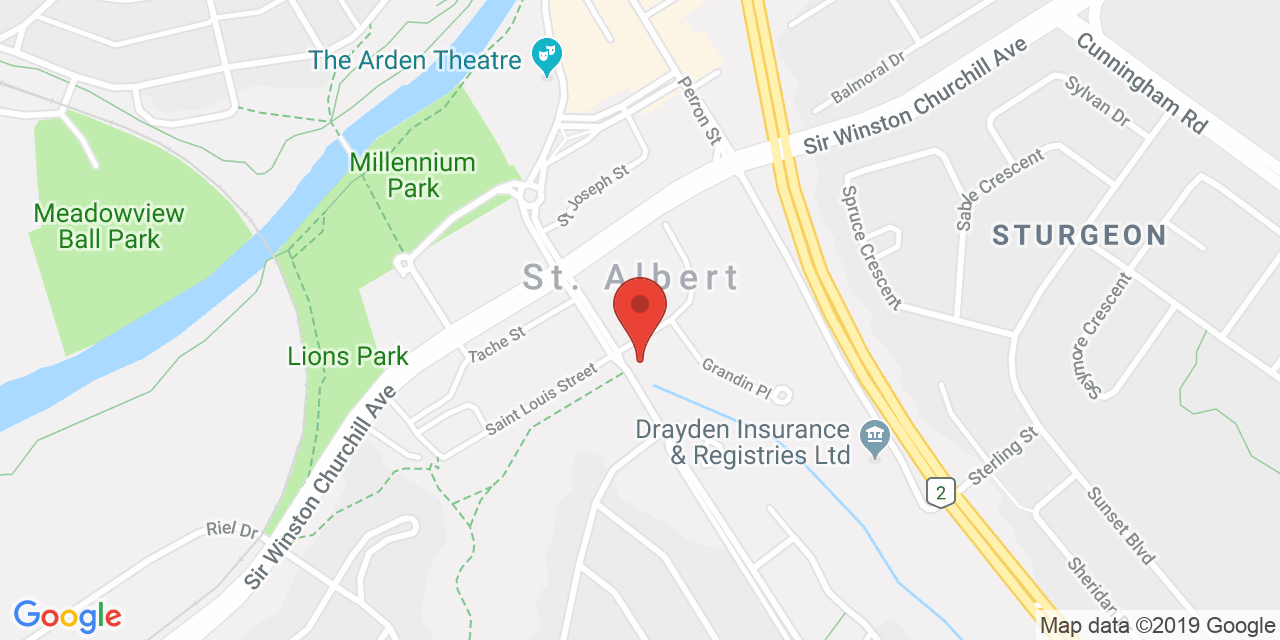 The Arden Theatre
Petron St
Balmoral Dr
Sir Winston Churchill Ave
Cunningham Rd
Sylvan Dr
Millennium
Park
St Joseph St
Sable Crescent
Spruce Crescent
Meadowview
Ball Park
STURGEON
St. Albert
Seymore Crescent
Lions Park
Tache St
Saint Louis Street
Grandin Pl
Drayden Insurance
& Registries Ltd
Sterling St
2
Sir Winston Churchill Ave
Riel Dr
Sunset Blvd
Sheridan
Google
Map data ©2019 Google